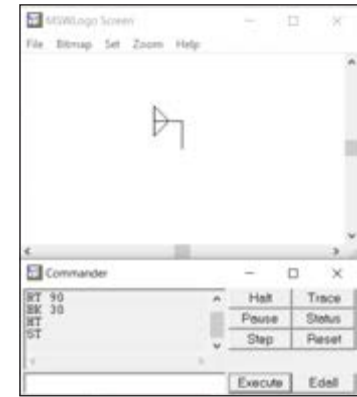 MSWLogo Screen
File Bitmap Set Zoom Help
Commander
RT 90
BK 30
HT
ST
Halt Trace
Pause Status
Step Reset
Execute Edall